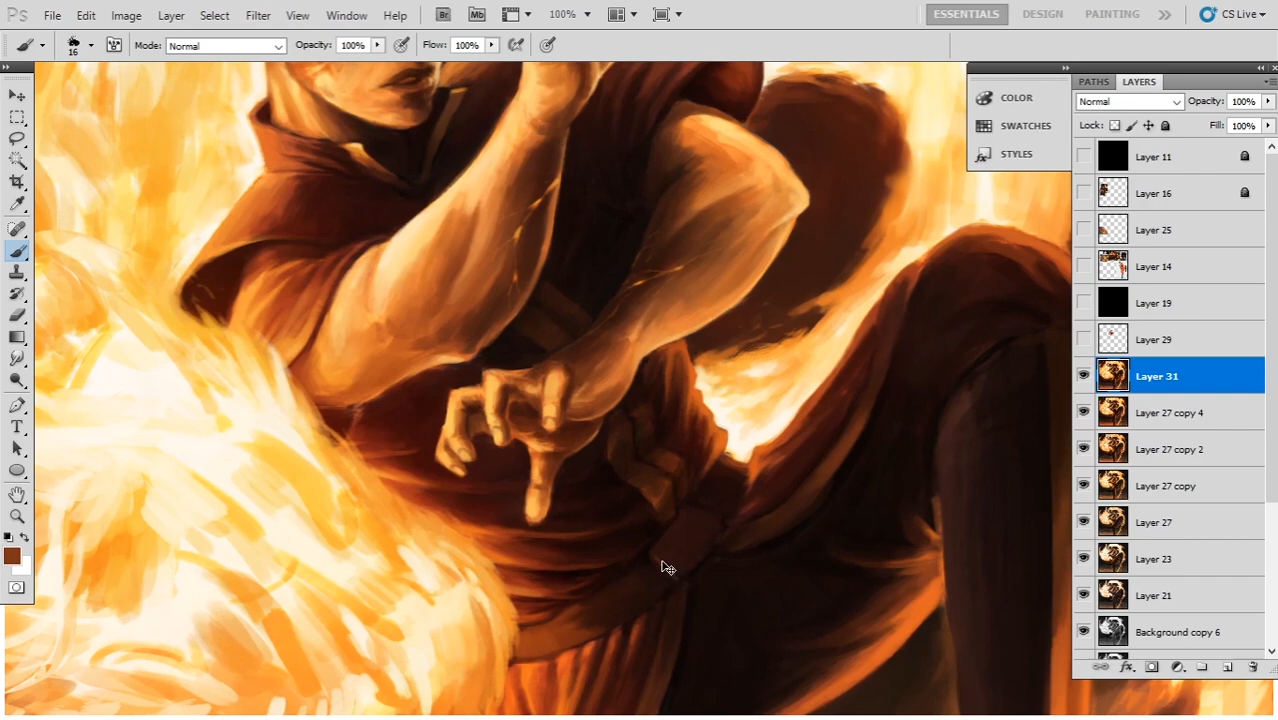 Ps File Edit Image Layer Select Filter View Window Help Br Mb 100% ESSENTIALS DESIGN PAINTING CS Live
16 Mode: Normal Opacity: 100% Flow: 100%
PATHS LAYERS
Normal Opacity: 100%
Lock: Fill: 100%
COLOR
SWATCHES
STYLES
Layer 11
Layer 16
Layer 25
Layer 14
Layer 19
Layer 29
Layer 31
Layer 27 copy 4
Layer 27 copy 2
Layer 27 copy
Layer 27
Layer 23
Layer 21
Background copy 6